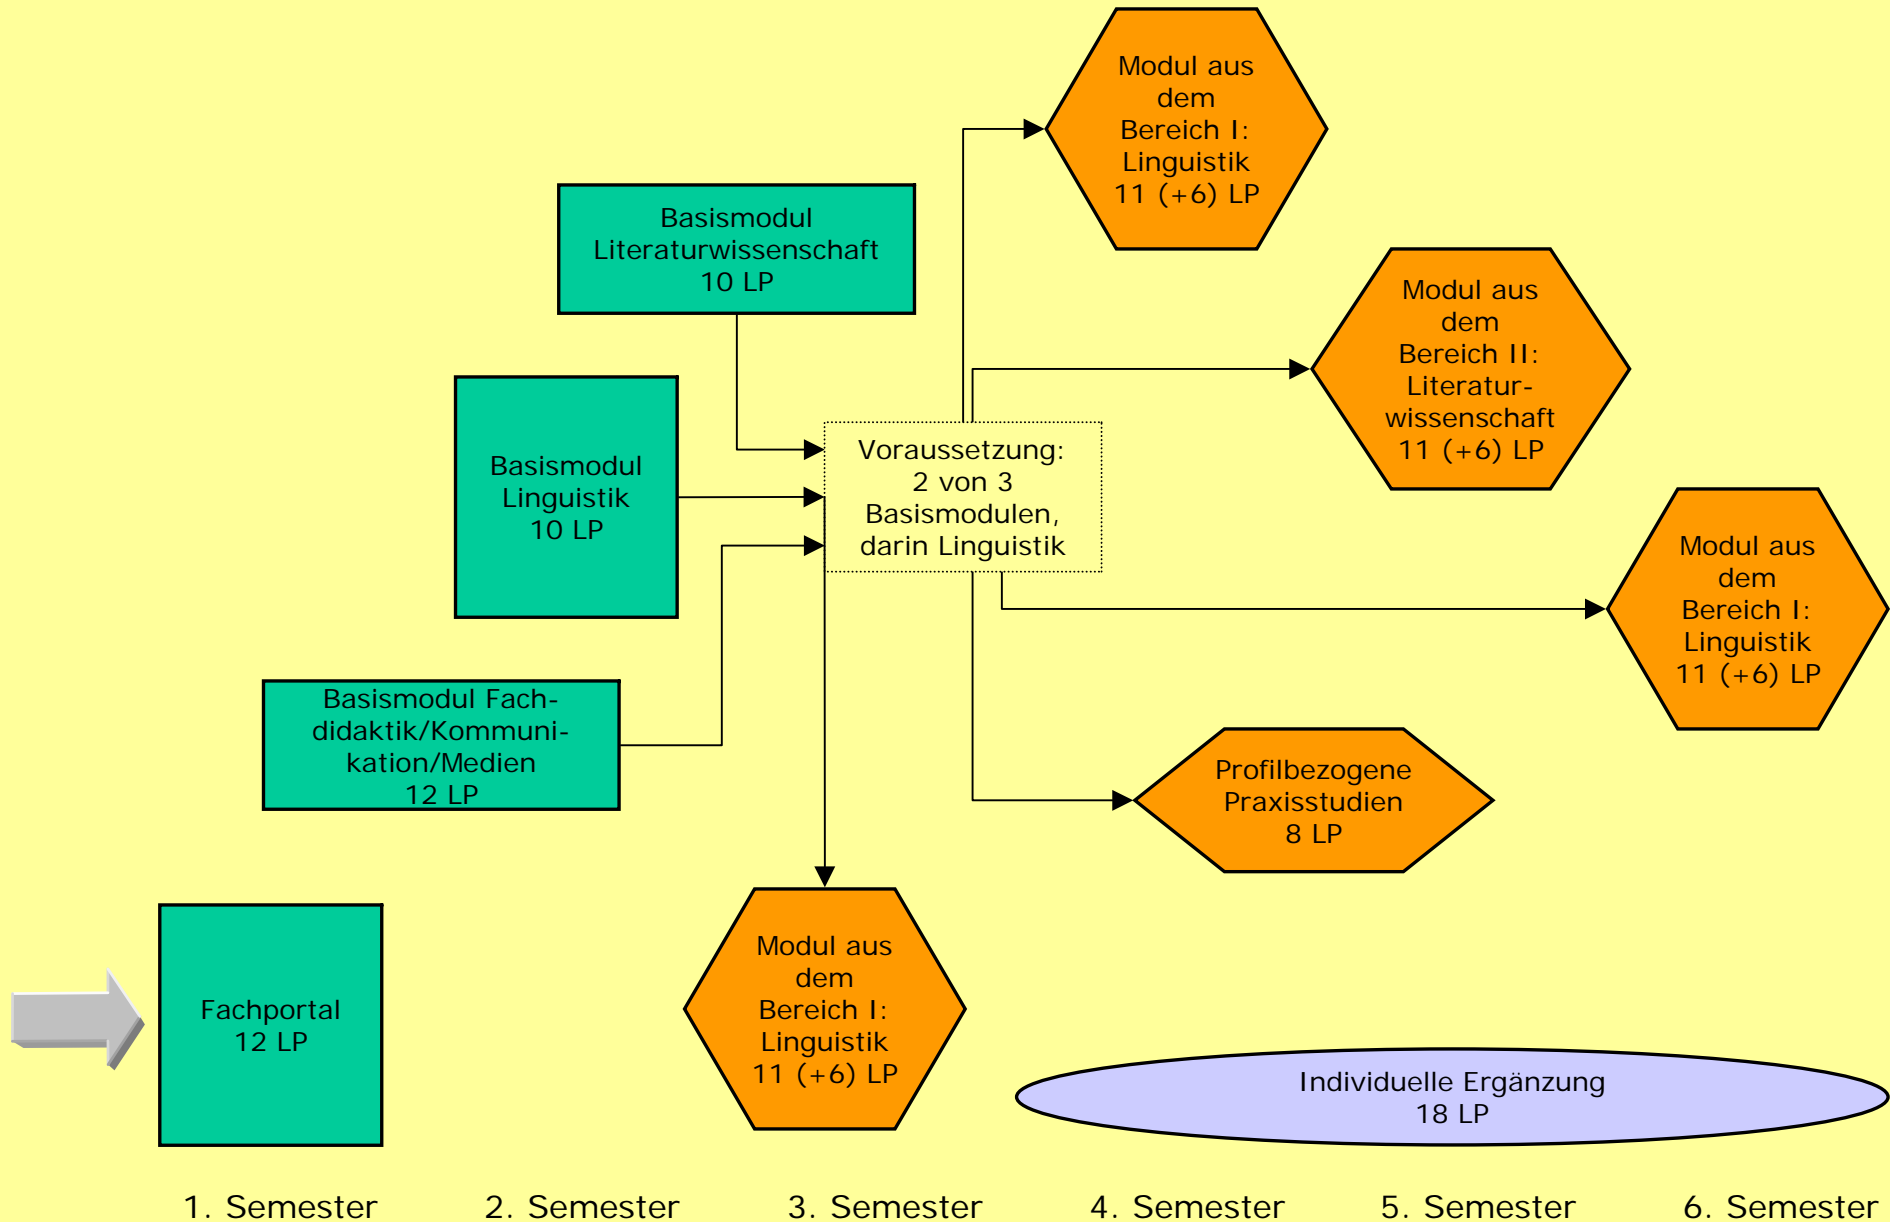 Modul aus
dem
Bereich I:
Linguistik
11 (+6) LP
Basismodul
Literaturwissenschaft
10 LP
Modul aus
dem
Bereich II:
Literatur-
wissenschaft
11 (+6) LP
Basismodul
Linguistik
10 LP
Voraussetzung:
2 von 3
Basismodulen,
darin Linguistik
Modul aus
dem
Bereich I:
Linguistik
11 (+6) LP
Basismodul Fach-
didaktik/Kommuni-
kation/Medien
12 LP
Profilbezogene
Praxisstudien
8 LP
Fachportal
12 LP
Modul aus
dem
Bereich I:
Linguistik
11 (+6) LP
Individuelle Ergänzung
18 LP
1. Semester 2. Semester 3. Semester 4. Semester 5. Semester 6. Semester